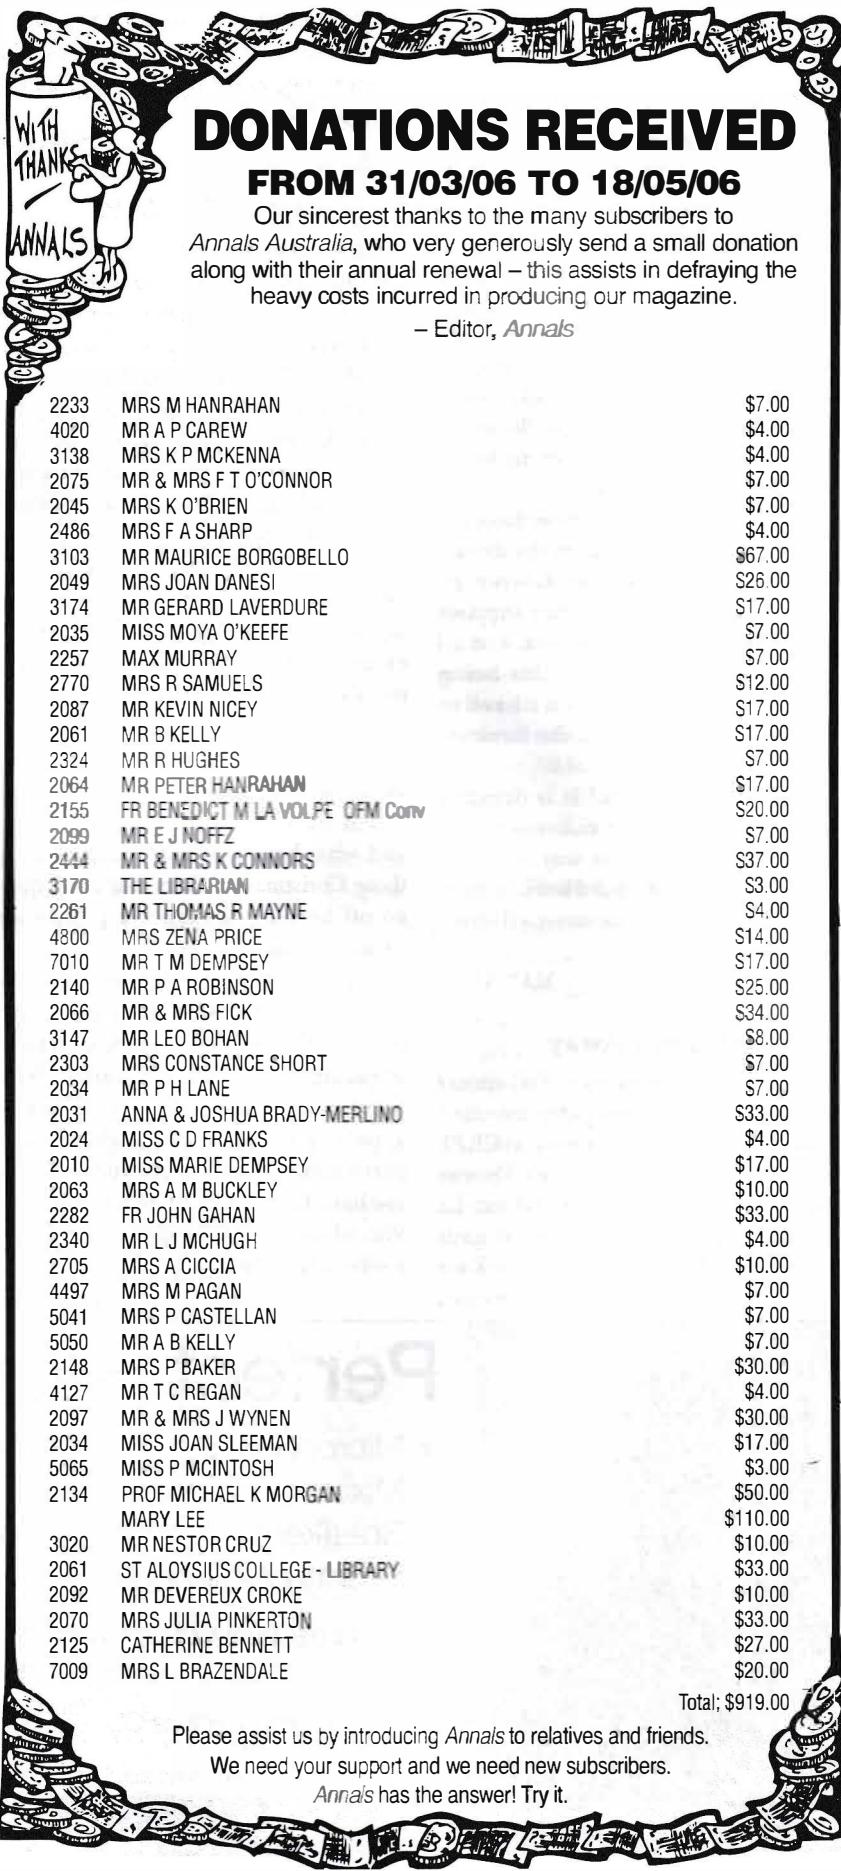 WITH
THANKS
ANNALS
DONATIONS RECEIVED
FROM 31/03/06 TO 18/05/06
Our sincerest thanks to the many subscribers to
Annals Australia, who very generously send a small donation
along with their annual renewal – this assists in defraying the
heavy costs incurred in producing our magazine.
– Editor, Annals
2233 MRS M HANRAHAN $7.00
4020 MR A P CAREW $4.00
3138 MRS K P MCKENNA $4.00
2075 MR & MRS F T O'CONNOR $7.00
2045 MRS K O'BRIEN $7.00
2486 MRS F A SHARP $4.00
3103 MR MAURICE BORGOBELLO $67.00
2049 MRS JOAN DANESI $26.00
3174 MR GERARD LAVERDURE $17.00
2035 MISS MOYA O'KEEFE $7.00
2257 MAX MURRAY $7.00
2770 MRS R SAMUELS $12.00
2087 MR KEVIN NICEY $17.00
2061 MR B KELLY $17.00
2324 MR R HUGHES $7.00
2064 MR PETER HANRAHAN $17.00
2155 FR BENEDICT M LA VOLPE OFM Conv $20.00
2099 MR E J NOFFZ $7.00
2444 MR & MRS K CONNORS $37.00
3170 THE LIBRARIAN $3.00
2261 MR THOMAS R MAYNE $4.00
4800 MRS ZENA PRICE $14.00
7010 MR T M DEMPSEY $17.00
2140 MR P A ROBINSON $25.00
2066 MR & MRS FICK $34.00
3147 MR LEO BOHAN $8.00
2303 MRS CONSTANCE SHORT $7.00
2034 MR P H LANE $7.00
2031 ANNA & JOSHUA BRADY-MERLINO $33.00
2024 MISS C D FRANKS $4.00
2010 MISS MARIE DEMPSEY $17.00
2063 MRS A M BUCKLEY $10.00
2282 FR JOHN GAHAN $33.00
2340 MR L J MCHUGH $4.00
2705 MRS A CICCIA $10.00
4497 MRS M PAGAN $7.00
5041 MRS P CASTELLAN $7.00
5050 MR A B KELLY $7.00
2148 MRS P BAKER $30.00
4127 MR T C REGAN $4.00
2097 MR & MRS J WYNEN $30.00
2034 MISS JOAN SLEEMAN $17.00
5065 MISS P MCINTOSH $3.00
2134 PROF MICHAEL K MORGAN $50.00
MARY LEE $110.00
3020 MR NESTOR CRUZ $10.00
2061 ST ALOYSIUS COLLEGE - LIBRARY $33.00
2092 MR DEVEREUX CROKE $10.00
2070 MRS JULIA PINKERTON $33.00
2125 CATHERINE BENNETT $27.00
7009 MRS L BRAZENDALE $20.00
Total; $919.00
Please assist us by introducing Annals to relatives and friends.
We need your support and we need new subscribers.
Annals has the answer! Try it.